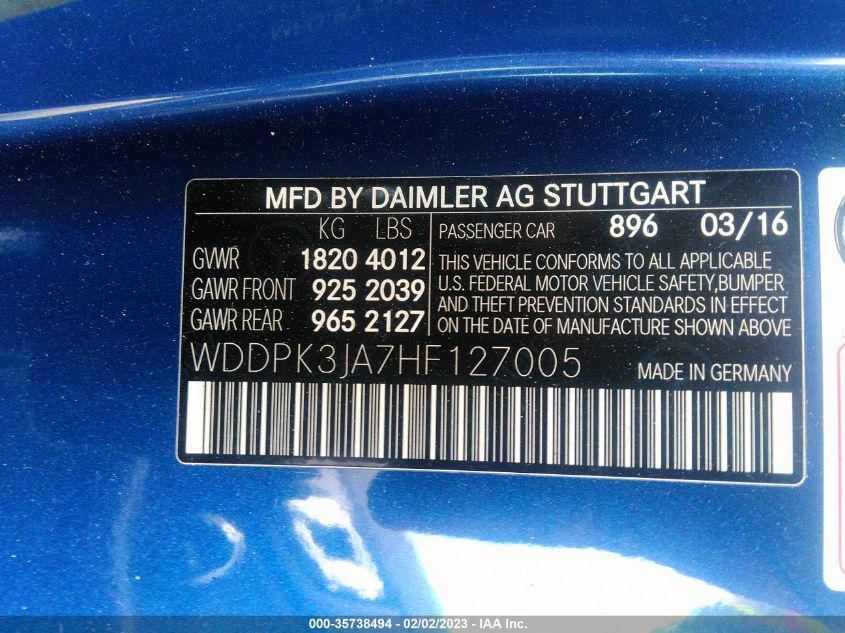 MFD BY DAIMLER AG STUTTGART
KG LBS
GVWR 1820 4012
GAWR FRONT 925 2039
GAWR REAR 965 2127
PASSENGER CAR 896 03/16
THIS VEHICLE CONFORMS TO ALL APPLICABLE
U.S. FEDERAL MOTOR VEHICLE SAFETY,BUMPER,
AND THEFT PREVENTION STANDARDS IN EFFECT
ON THE DATE OF MANUFACTURE SHOWN ABOVE
WDDPK3JA7HF127005 MADE IN GERMANY
000-35738494 - 02/02/2023 - IAA Inc.